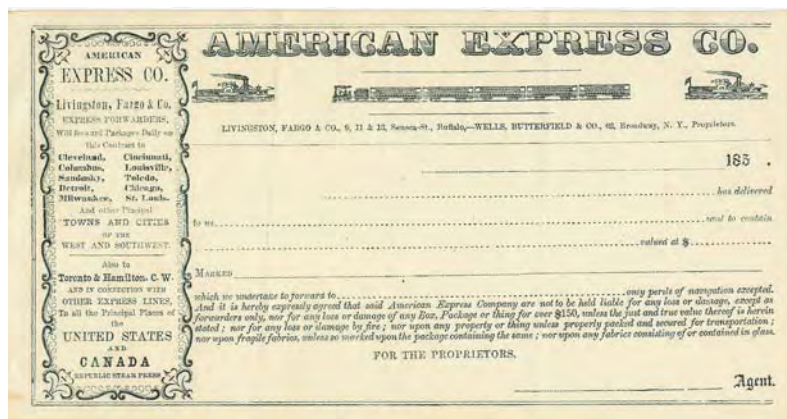 AMERICAN
EXPRESS CO.
Livingston, Fargo & Co.
EXPRESS FORWARDERS,
Will forward Packages Daily on
this Contract to
Cleveland, Cincinnati,
Columbus, Louisville,
Sandusky, Toledo,
Detroit, Chicago,
Milwaukee, St. Louis.
And other Principal
TOWNS AND CITIES
OF THE
WEST AND SOUTHWEST.
Also to
Toronto & Hamilton. C. W.
AND IN CONNECTION WITH
OTHER EXPRESS LINES,
To all the Principal Places of
the
UNITED STATES
AND
CANADA
REPUBLIC STEAM PRESS
AMERICAN EXPRESS CO.
LIVINGSTON, FARGO & CO., 9, 11 & 13, Seneca-St., Buffalo,—WELLS, BUTTERFIELD & CO., 62, Broadway, N. Y., Proprietors.
185 .
has delivered
to us said to contain
valued at $
MARKED
which we undertake to forward to only perils of navigation excepted.
And it is hereby expressly agreed that said American Express Company are not to be held liable for any loss or damage, except as
forwarders only, nor for any loss or damage of any Box, Package or thing for over $150, unless the just and true value thereof is herein
stated ; nor for any loss or damage by fire ; nor upon any property or thing unless properly packed and secured for transportation ;
nor upon fragile fabrics, unless so marked upon the package containing the same ; nor upon any fabrics consisting of or contained in glass.
FOR THE PROPRIETORS,
Agent.